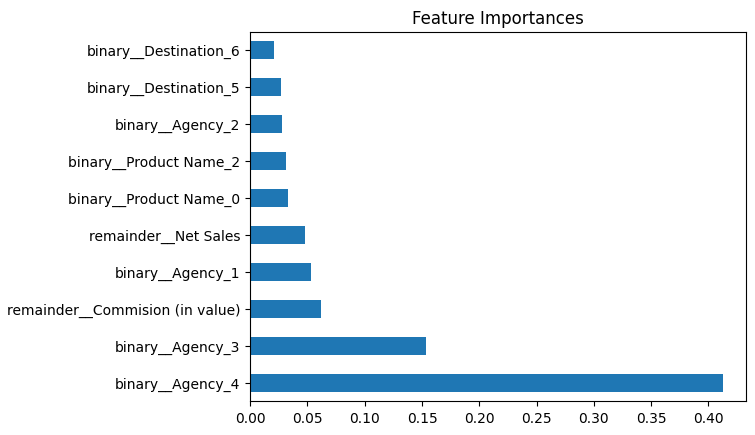 Feature Importances
binary__Destination_6
binary__Destination_5
binary__Agency_2
binary__Product Name_2
binary__Product Name_0
remainder__Net Sales
binary__Agency_1
remainder__Commision (in value)
binary__Agency_3
binary__Agency_4
0.00 0.05 0.10 0.15 0.20 0.25 0.30 0.35 0.40